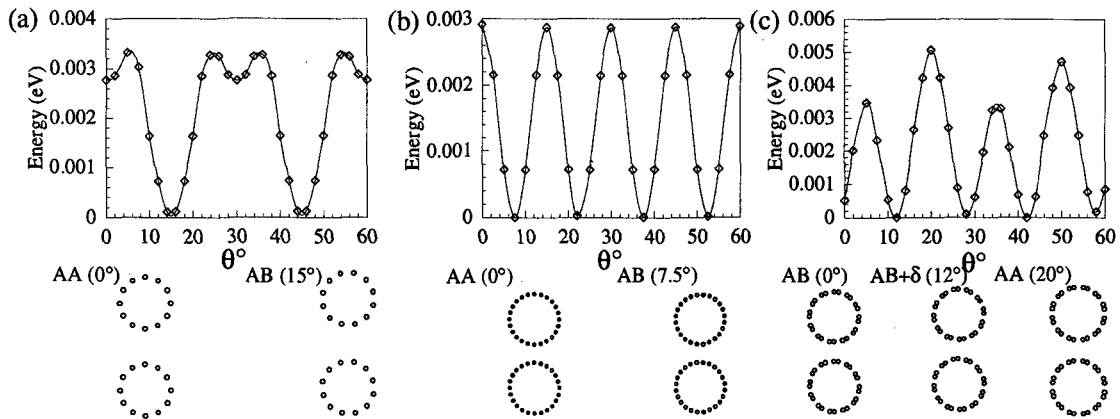 (a)
0.004
0.003
0.002
0.001
0
Energy (eV)
0 10 20 30 40 50 60
θ°
AA (0°) AB (15°)
(b)
0.003
0.002
0.001
0
Energy (eV)
0 10 20 30 40 50 60
θ°
AA (0°) AB (7.5°)
(c)
0.006
0.005
0.004
0.003
0.002
0.001
0
Energy (eV)
0 10 20 30 40 50 60
θ°
AB (0°) AB+δ (12°) AA (20°)